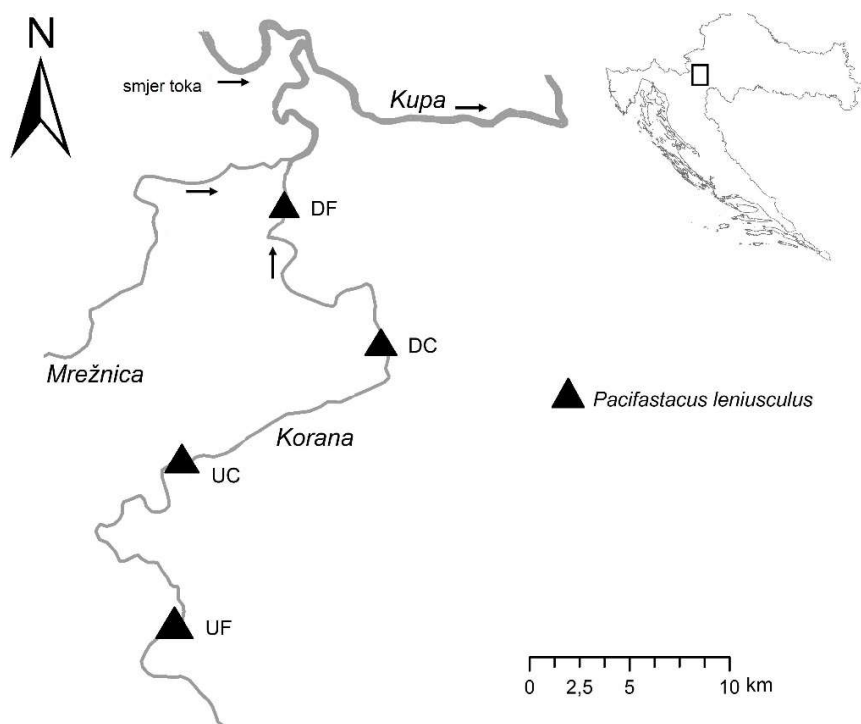 N
smjer toka
Kupa
DF
DC
Mrežnica
Pacifastacus leniusculus
Korana
UC
UF
0 2,5 5 10 km